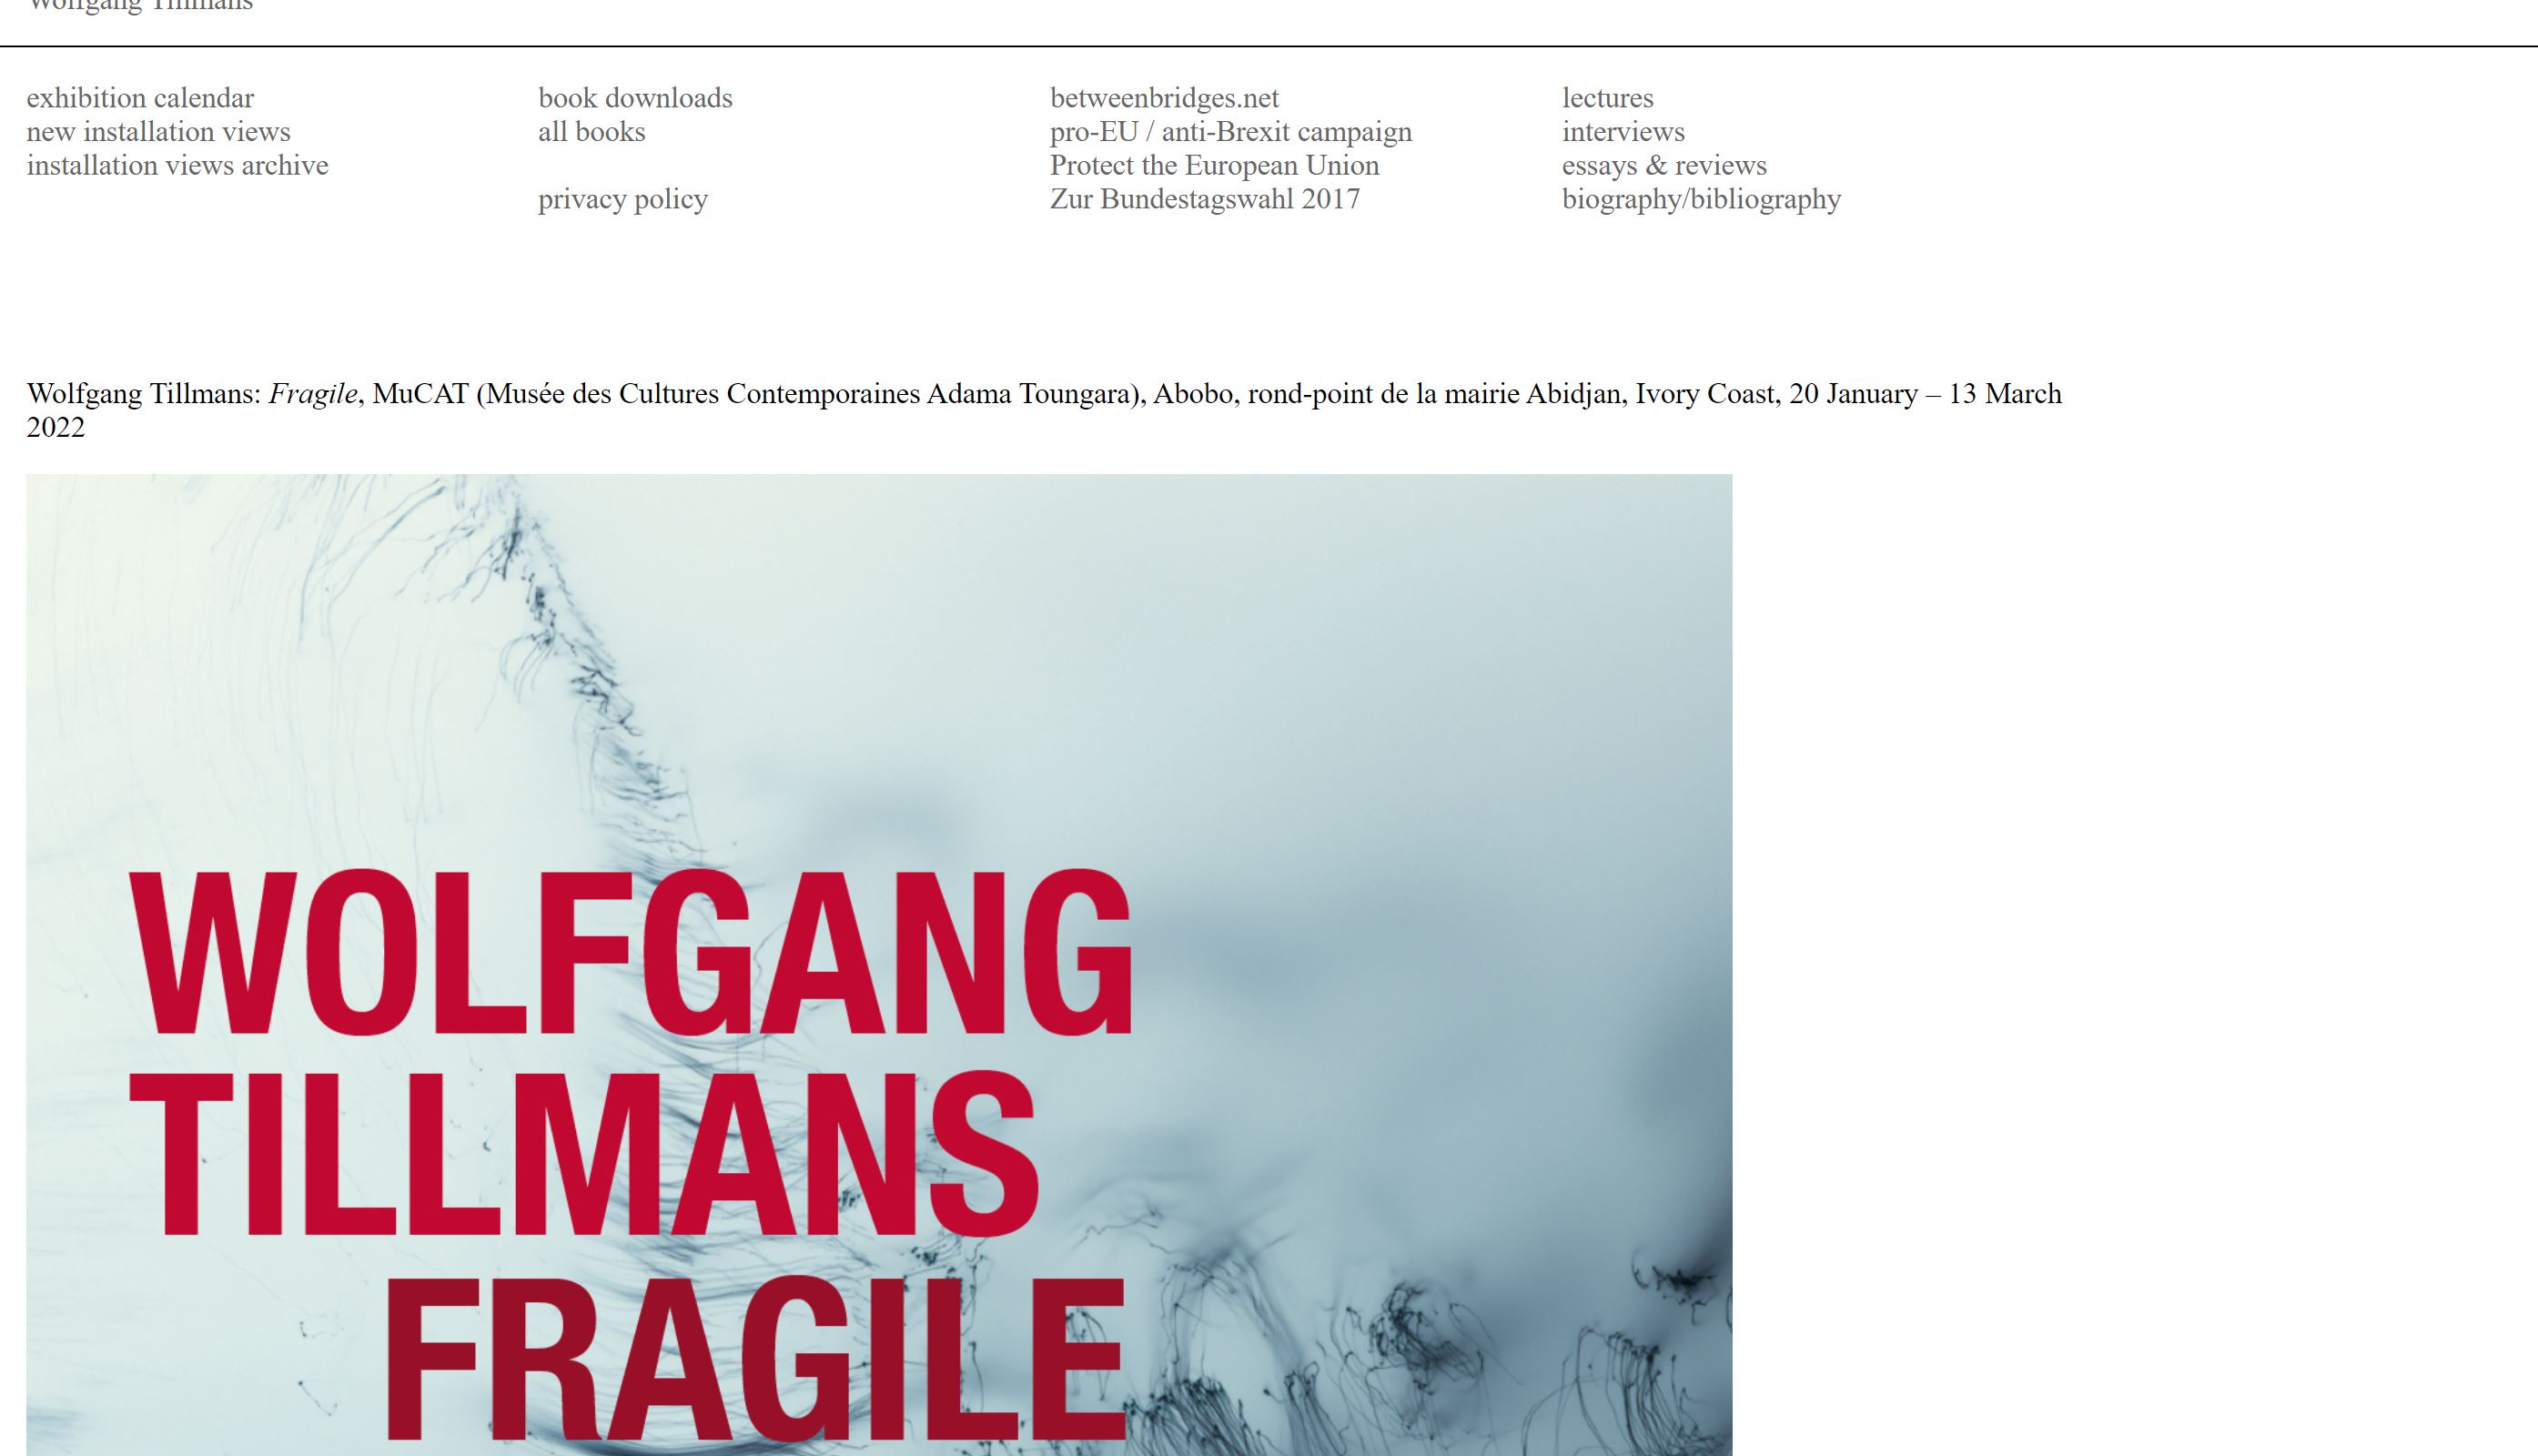 Wolfgang Tillmans
exhibition calendar
new installation views
installation views archive
book downloads
all books
privacy policy
betweenbridges.net
pro-EU / anti-Brexit campaign
Protect the European Union
Zur Bundestagswahl 2017
lectures
interviews
essays & reviews
biography/bibliography
Wolfgang Tillmans: Fragile, MuCAT (Musée des Cultures Contemporaines Adama Toungara), Abobo, rond-point de la mairie Abidjan, Ivory Coast, 20 January – 13 March
2022
WOLFGANG
TILLMANS
FRAGILE